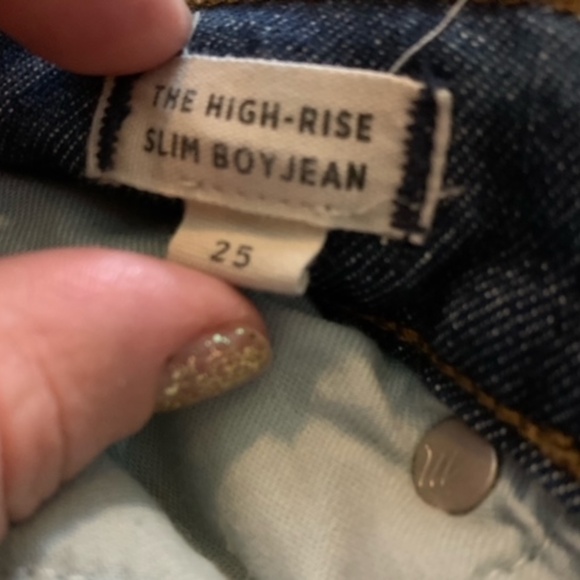 THE HIGH-RISE
SLIM BOYJEAN
25